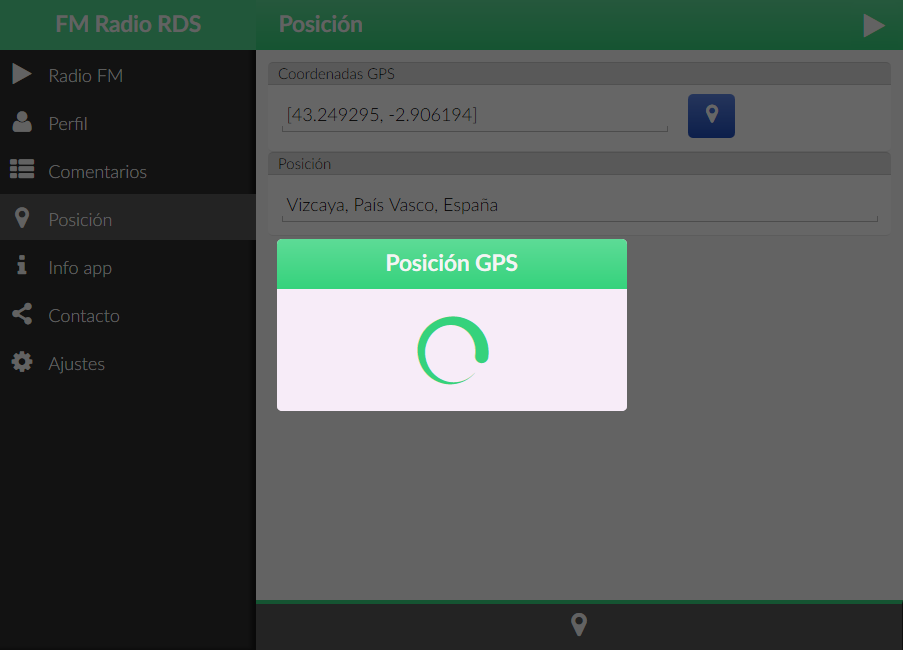 FM Radio RDS
Posición
Radio FM
Perfil
Comentarios
Posición
Info app
Contacto
Ajustes
Coordenadas GPS
[43.249295, -2.906194]
Posición
Vizcaya, País Vasco, España
Posición GPS